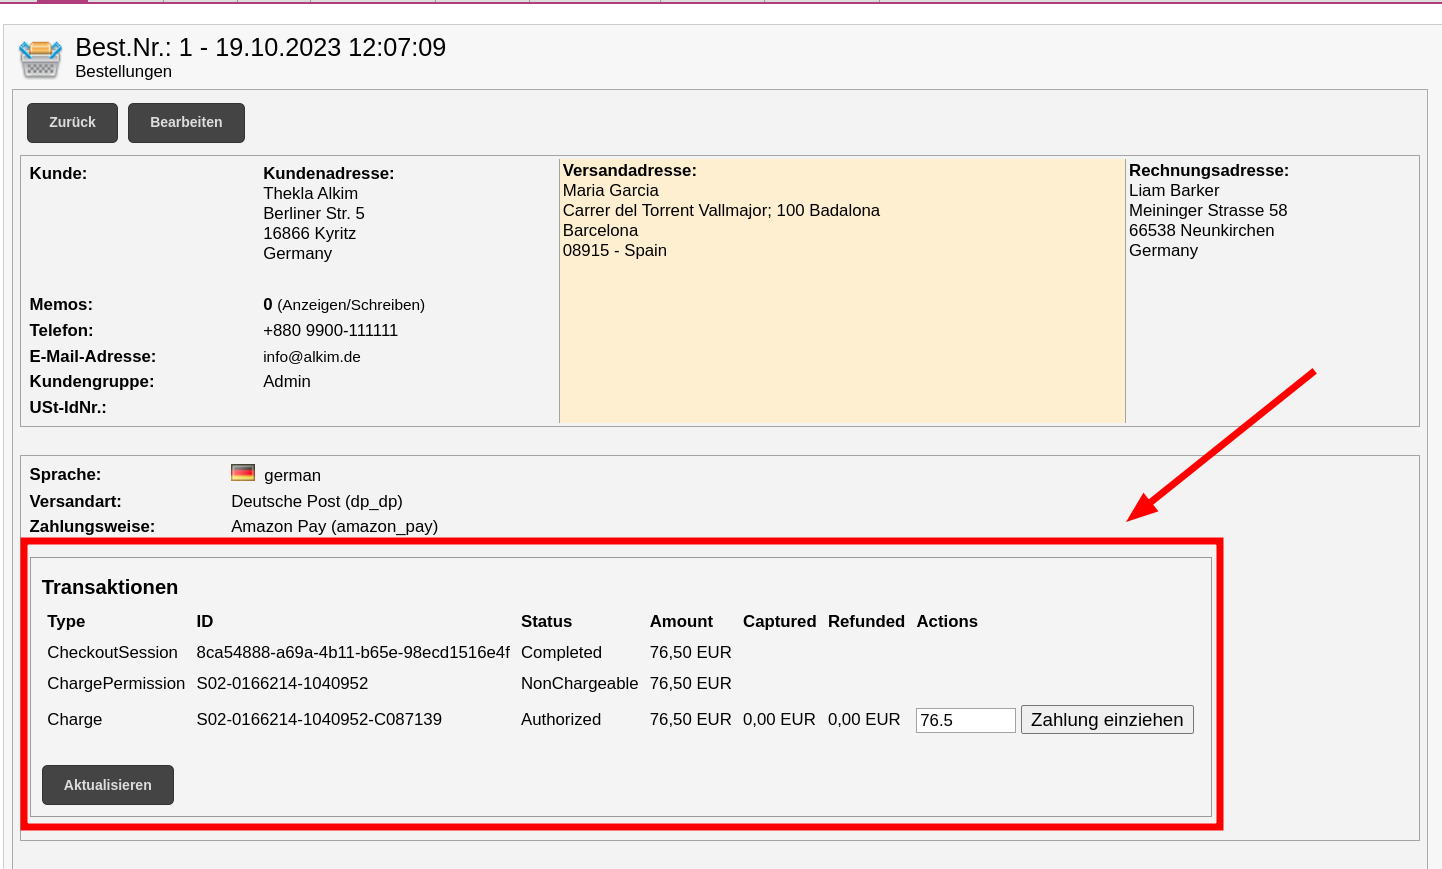 Best.Nr.: 1 - 19.10.2023 12:07:09
Bestellungen
Zurück
Bearbeiten
Kunde:
Kundenadresse:
Thekla Alkim
Berliner Str. 5
16866 Kyritz
Germany
Versandadresse:
Maria Garcia
Carrer del Torrent Vallmajor; 100 Badalona
Barcelona
08915 - Spain
Rechnungsadresse:
Liam Barker
Meininger Strasse 58
66538 Neunkirchen
Germany
Memos: 0 (Anzeigen/Schreiben)
Telefon: +880 9900-111111
E-Mail-Adresse: info@alkim.de
Kundengruppe: Admin
USt-IdNr.:
Sprache: german
Versandart: Deutsche Post (dp_dp)
Zahlungsweise: Amazon Pay (amazon_pay)
Transaktionen
Type ID Status Amount Captured Refunded Actions
CheckoutSession 8ca54888-a69a-4b11-b65e-98ecd1516e4f Completed 76,50 EUR
ChargePermission S02-0166214-1040952 NonChargeable 76,50 EUR
Charge S02-0166214-1040952-C087139 Authorized 76,50 EUR 0,00 EUR 0,00 EUR 76.5 Zahlung einziehen
Aktualisieren